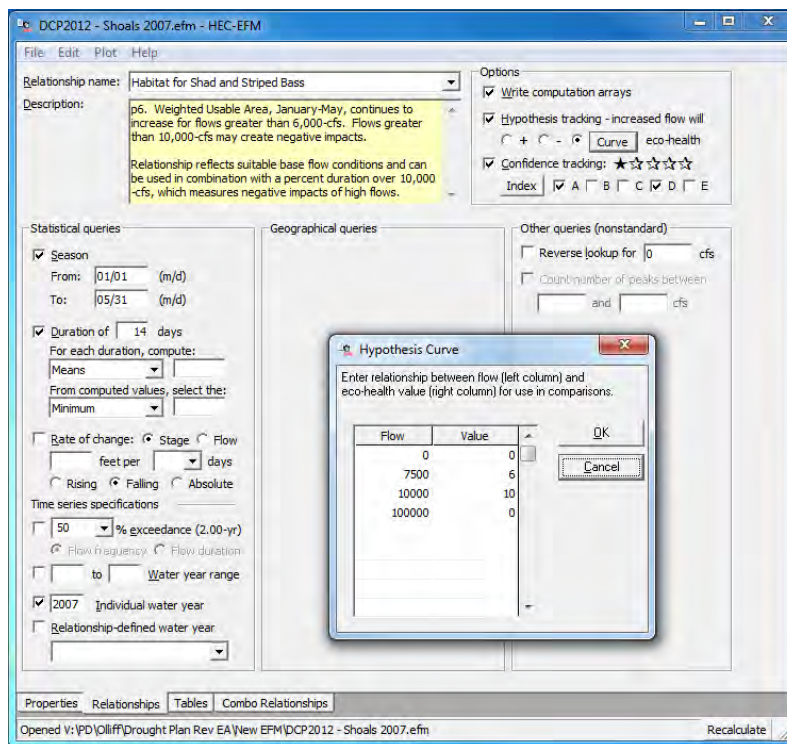 DCP2012 - Shoals 2007.efm - HEC-EFM
File Edit Plot Help
Relationship name: Habitat for Shad and Striped Bass
Description:
p6. Weighted Usable Area, January-May, continues to
increase for flows greater than 6,000-cfs. Flows greater
than 10,000-cfs may create negative impacts.
Relationship reflects suitable base flow conditions and can
be used in combination with a percent duration over 10,000
-cfs, which measures negative impacts of high flows.
Options
Write computation arrays
Hypothesis tracking - increased flow will
+ - Curve eco-health
Confidence tracking: ★☆☆☆☆
Index A B C D E
Statistical queries
Season
From: 01/01 (m/d)
To: 05/31 (m/d)
Duration of 14 days
For each duration, compute:
Means
From computed values, select the:
Minimum
Rate of change: Stage Flow
feet per days
Rising Falling Absolute
Time series specifications
50 % exceedance (2.00-yr)
Flow frequency Flow duration
to Water year range
2007 Individual water year
Relationship-defined water year
Geographical queries
Other queries (nonstandard)
Reverse lookup for 0 cfs
Count number of peaks between
and cfs
Hypothesis Curve
Enter relationship between flow (left column) and
eco-health value (right column) for use in comparisons.
Flow Value
0 0
7500 6
10000 10
100000 0
OK
Cancel
Properties Relationships Tables Combo Relationships
Opened V:\PD\Olliff\Drought Plan Rev EA\New EFM\DCP2012 - Shoals 2007.efm Recalculate